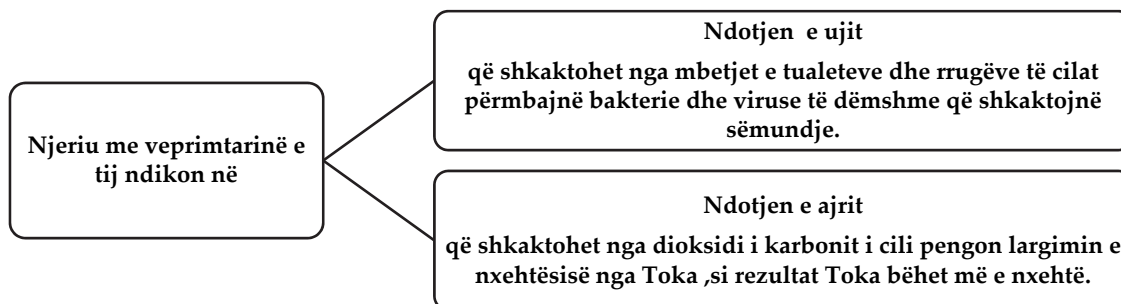 Njeriu me veprimtarinë e
tij ndikon në
Ndotjen e ujit
që shkaktohet nga mbetjet e tualeteve dhe rrugëve të cilat
përmbajnë bakterie dhe viruse të dëmshme që shkaktojnë
sëmundje.
Ndotjen e ajrit
që shkaktohet nga dioksidi i karbonit i cili pengon largimin e
nxehtësisë nga Toka ,si rezultat Toka bëhet më e nxehtë.